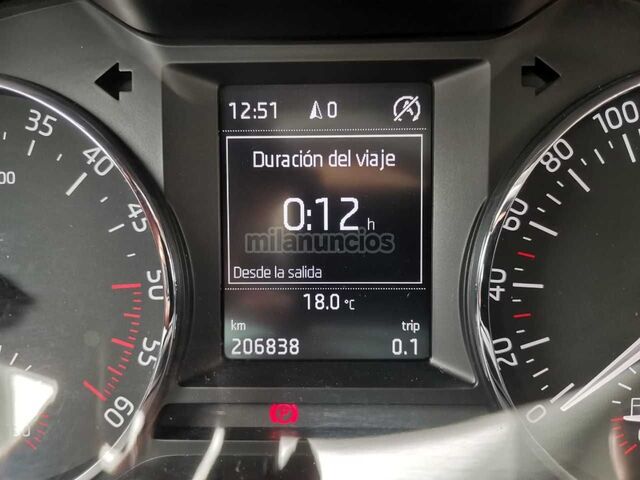 12:51 0
Duración del viaje
0:12 h
milanuncios
Desde la salida
18.0 °C
km trip
206838 0.1
35
40
45
50
55
60
100
80
60
40
20
0
P